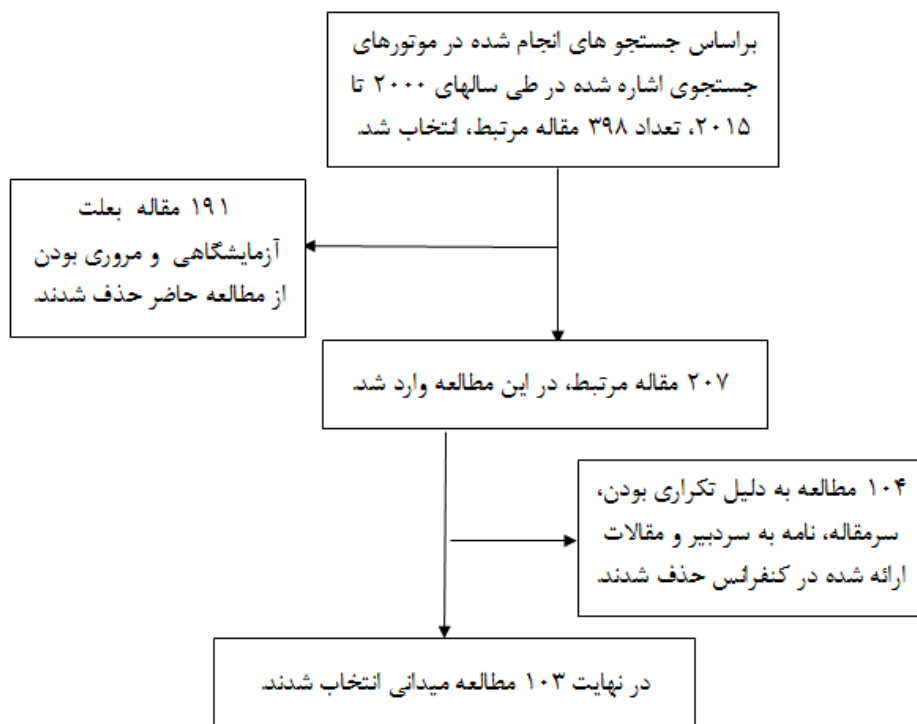 براساس جستجو های انجام شده در موتورهای
جستجوی اشاره شده در طی سالهای ۲۰۰۰ تا
۲۰۱۵، تعداد ۳۹۸ مقاله مرتبط، انتخاب شد.
۱۹۱ مقاله بعلت
آزمایشگاهی و مروری بودن
از مطالعه حاضر حذف شدند.
۲۰۷ مقاله مرتبط، در این مطالعه وارد شد.
۱۰۴ مطالعه به دلیل تکراری بودن،
سرمقاله، نامه به سردبیر و مقالات
ارائه شده در کنفرانس حذف شدند.
در نهایت ۱۰۳ مطالعه میدانی انتخاب شدند.